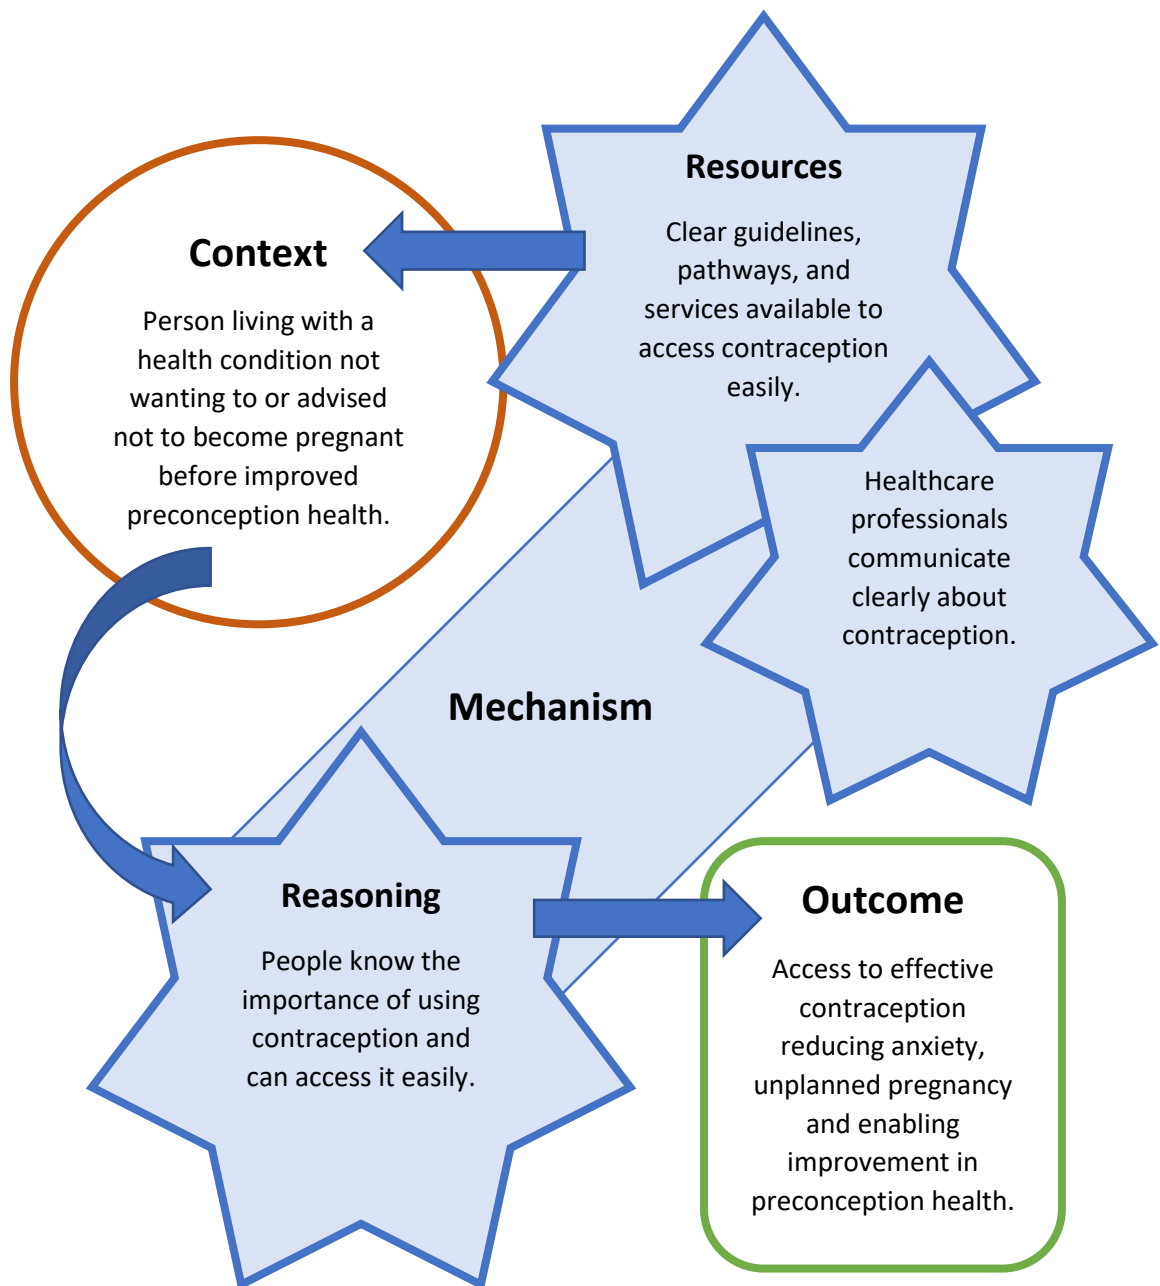 Resources
Clear guidelines,
pathways, and
services available to
access contraception
easily.
Context
Person living with a
health condition not
wanting to or advised
not to become pregnant
before improved
preconception health.
Healthcare
professionals
communicate
clearly about
contraception.
Mechanism
Reasoning
People know the
importance of using
contraception and
can access it easily.
Outcome
Access to effective
contraception
reducing anxiety,
unplanned pregnancy
and enabling
improvement in
preconception health.